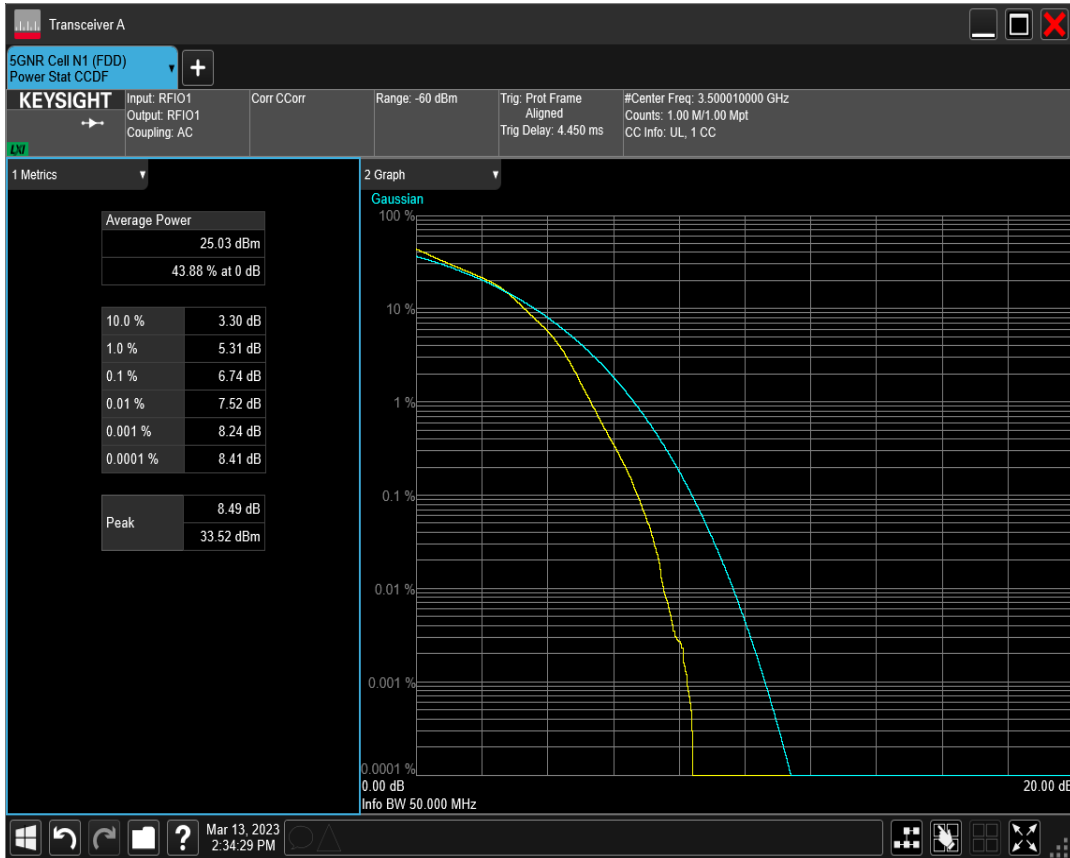 Transceiver A
5GNR Cell N1 (FDD)
Power Stat CCDF
+
KEYSIGHT
LXI
Input: RFIO1
Output: RFIO1
Coupling: AC
Corr CCorr
Range: -60 dBm
Trig: Prot Frame
Aligned
Trig Delay: 4.450 ms
#Center Freq: 3.500010000 GHz
Counts: 1.00 M/1.00 Mpt
CC Info: UL, 1 CC
1 Metrics
Average Power
25.03 dBm
43.88 % at 0 dB
10.0 % 3.30 dB
1.0 % 5.31 dB
0.1 % 6.74 dB
0.01 % 7.52 dB
0.001 % 8.24 dB
0.0001 % 8.41 dB
Peak
8.49 dB
33.52 dBm
2 Graph
Gaussian
100 %
10 %
1 %
0.1 %
0.01 %
0.001 %
0.0001 %
0.00 dB 20.00 dB
Info BW 50.000 MHz
?
Mar 13, 2023
2:34:29 PM